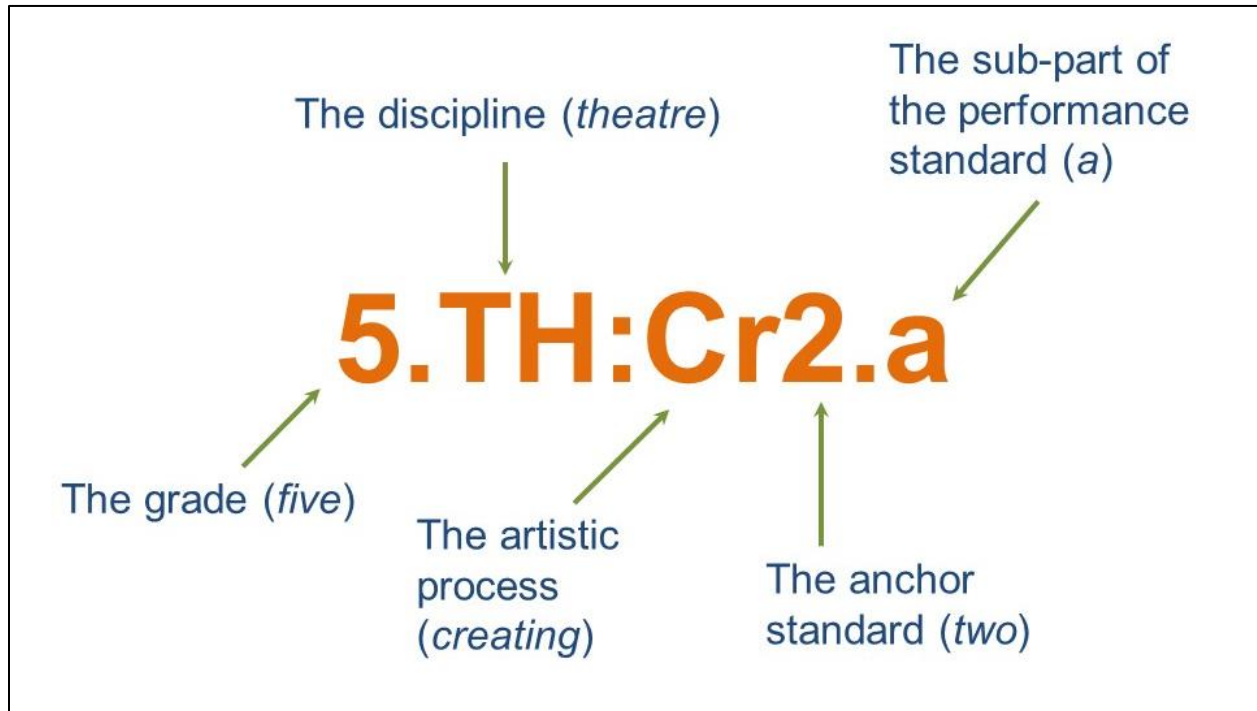 The discipline (theatre)
The sub-part of
the performance
standard (a)
5.TH:Cr2.a
The grade (five)
The artistic
process
(creating)
The anchor
standard (two)